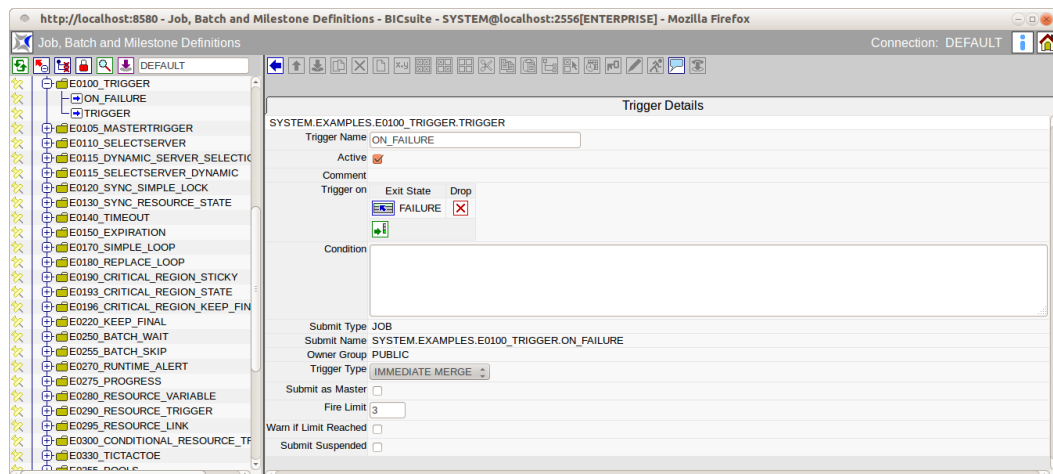 http://localhost:8580 - Job, Batch and Milestone Definitions - BICsuite - SYSTEM@localhost:2556[ENTERPRISE] - Mozilla Firefox
Job, Batch and Milestone Definitions
Connection: DEFAULT
DEFAULT
E0100_TRIGGER
ON_FAILURE
TRIGGER
E0105_MASTERTRIGGER
E0110_SELECTSERVER
E0115_DYNAMIC_SERVER_SELECTIO
E0115_SELECTSERVER_DYNAMIC
E0120_SYNC_SIMPLE_LOCK
E0130_SYNC_RESOURCE_STATE
E0140_TIMEOUT
E0150_EXPIRATION
E0170_SIMPLE_LOOP
E0180_REPLACE_LOOP
E0190_CRITICAL_REGION_STICKY
E0193_CRITICAL_REGION_STATE
E0196_CRITICAL_REGION_KEEP_FIN
E0220_KEEP_FINAL
E0250_BATCH_WAIT
E0255_BATCH_SKIP
E0270_RUNTIME_ALERT
E0275_PROGRESS
E0280_RESOURCE_VARIABLE
E0290_RESOURCE_TRIGGER
E0295_RESOURCE_LINK
E0300_CONDITIONAL_RESOURCE_TF
E0330_TICTACTOE
Trigger Details
SYSTEM.EXAMPLES.E0100_TRIGGER.TRIGGER
Trigger Name ON_FAILURE
Active
Comment
Trigger on Exit State Drop
FAILURE
Condition
Submit Type JOB
Submit Name SYSTEM.EXAMPLES.E0100_TRIGGER.ON_FAILURE
Owner Group PUBLIC
Trigger Type IMMEDIATE MERGE
Submit as Master
Fire Limit 3
Warn if Limit Reached
Submit Suspended